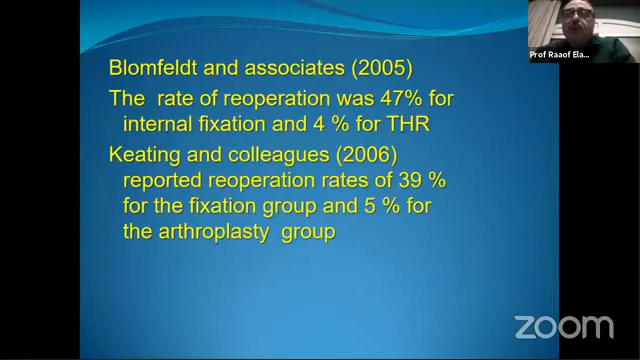 Prof Raaof Ela...
Blomfeldt and associates (2005)
The rate of reoperation was 47% for
internal fixation and 4 % for THR
Keating and colleagues (2006)
reported reoperation rates of 39 %
for the fixation group and 5 % for
the arthroplasty group
zoom